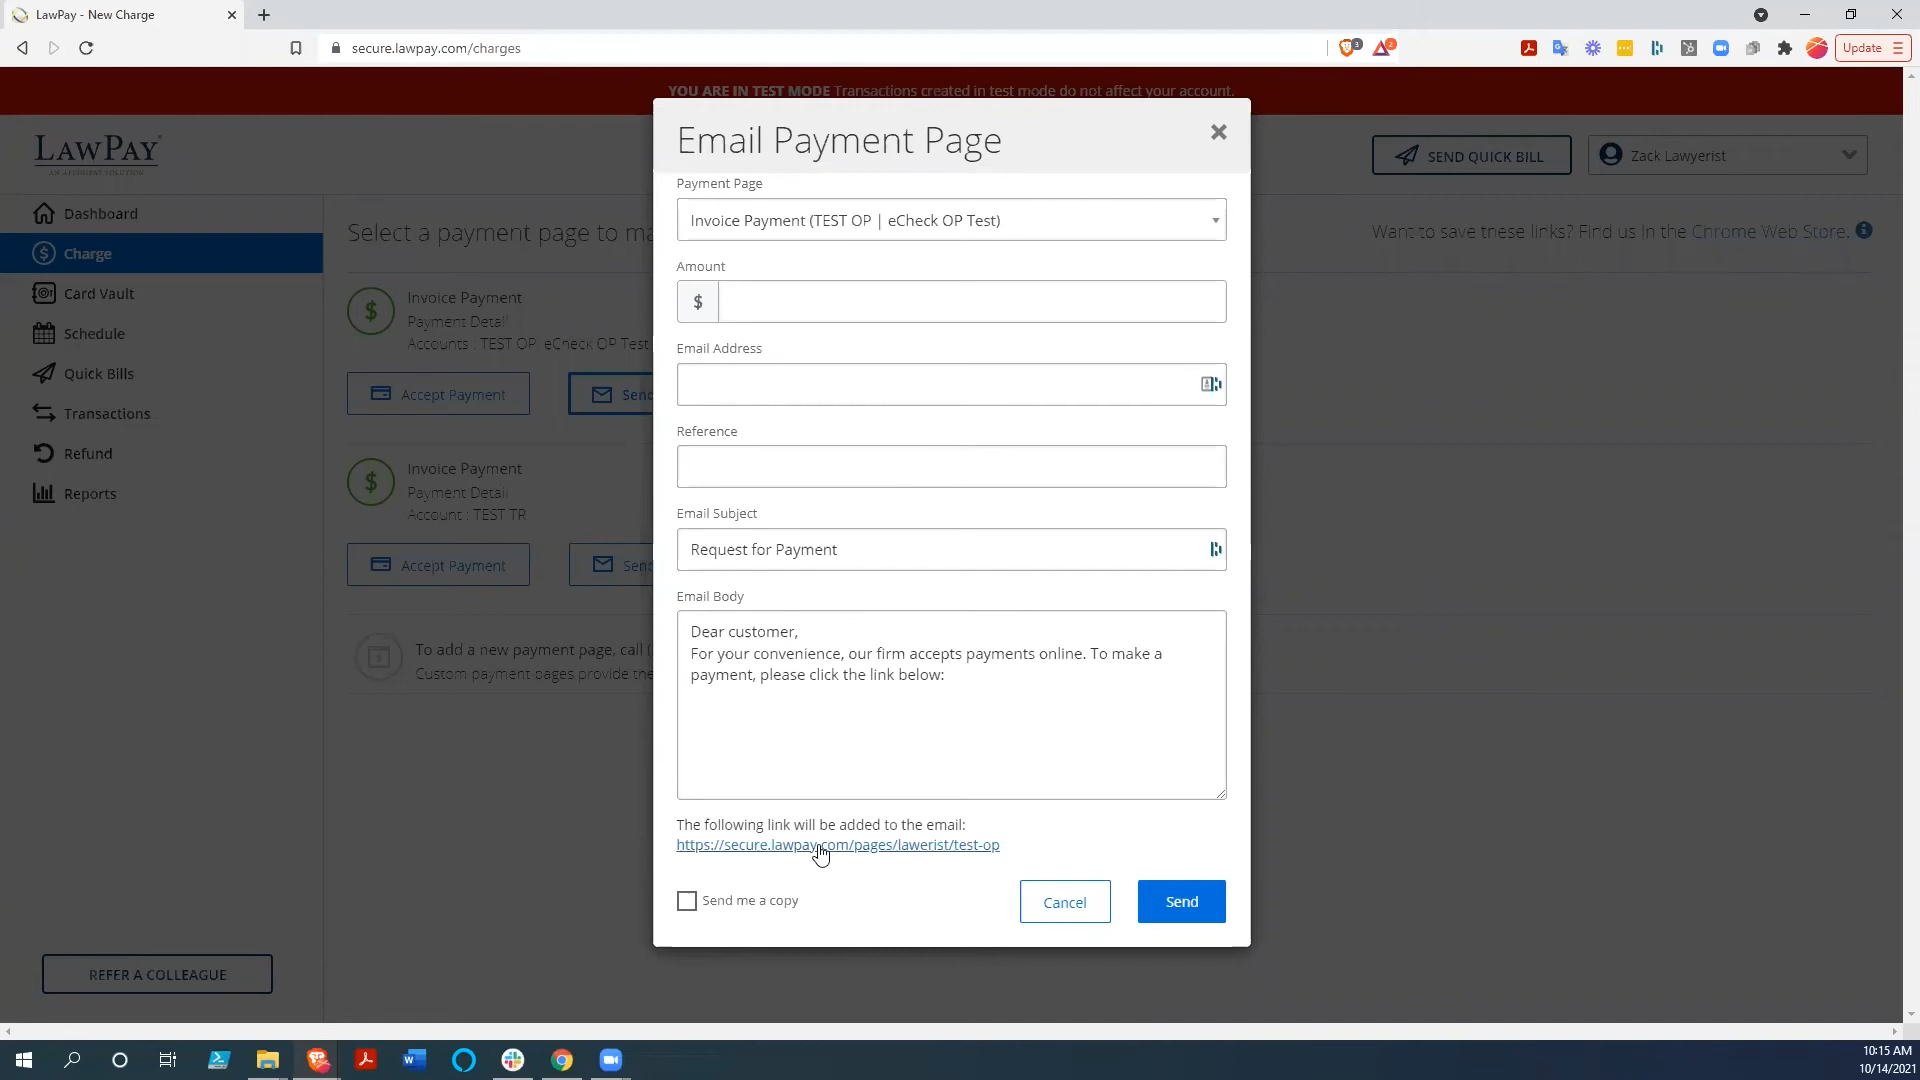 LawPay - New Charge
secure.lawpay.com/charges
3
2
Update
YOU ARE IN TEST MODE Transactions created in test mode do not affect your account.
LAWPAY
AN AFFINIPAY SOLUTION
SEND QUICK BILL
Zack Lawyerist
Dashboard
Charge
Card Vault
Schedule
Quick Bills
Transactions
Refund
Reports
REFER A COLLEAGUE
Select a payment page to ma
Want to save these links? Find us in the Chrome Web Store.
Invoice Payment
Payment Detail
Accounts : TEST OP, eCheck OP Test
Accept Payment
Send
Invoice Payment
Payment Detail
Account : TEST TR
Accept Payment
Send
To add a new payment page, call (
Custom payment pages provide the
Email Payment Page
Payment Page
Invoice Payment (TEST OP | eCheck OP Test)
Amount
$
Email Address
Reference
Email Subject
Request for Payment
Email Body
Dear customer,
For your convenience, our firm accepts payments online. To make a
payment, please click the link below:
The following link will be added to the email:
https://secure.lawpay.com/pages/lawerist/test-op
Send me a copy
Cancel
Send
10:15 AM
10/14/2021